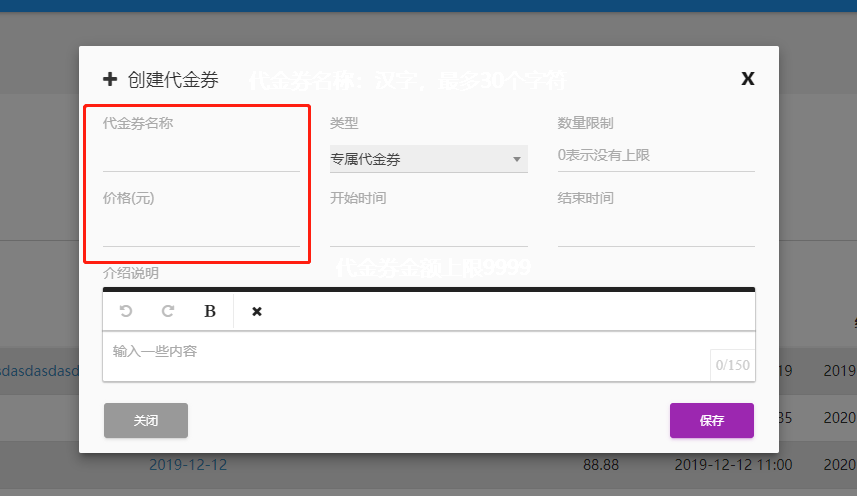 创建代金券
代金券名称：汉字，最多30个字符
X
代金券名称
类型
数量限制
专属代金券
0表示没有上限
价格(元)
开始时间
结束时间
代金券金额上限9999
介绍说明
B
输入一些内容
0/150
关闭
保存
sdasdasdasd
19
2019
35
2020
2019-12-12
88.88
2019-12-12 11:00
2020